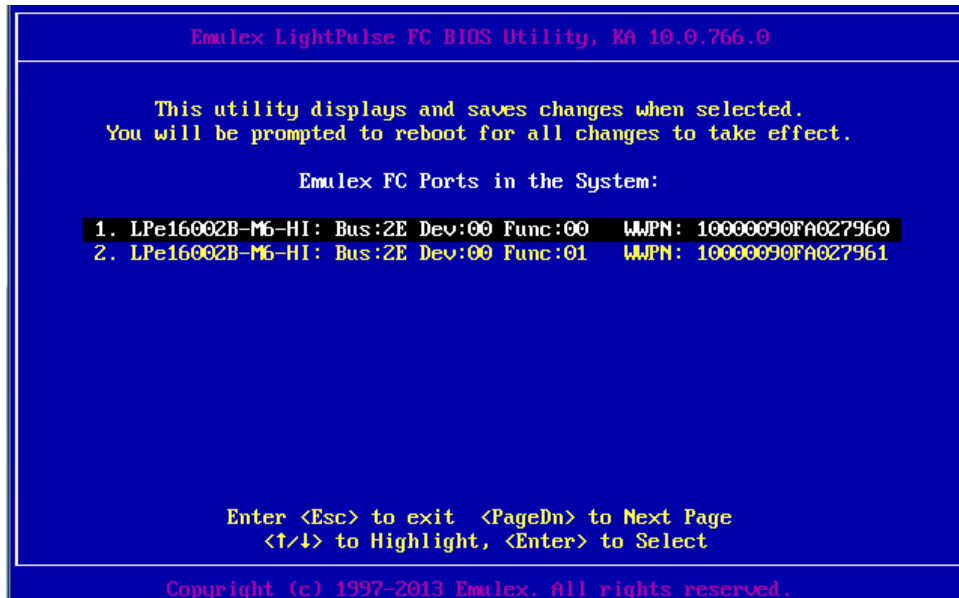 Emulex LightPulse FC BIOS Utility, KA 10.0.766.0
This utility displays and saves changes when selected.
You will be prompted to reboot for all changes to take effect.
Emulex FC Ports in the System:
1. LPe16002B-M6-HI: Bus:2E Dev:00 Func:00 WWPN: 10000090FA027960
2. LPe16002B-M6-HI: Bus:2E Dev:00 Func:01 WWPN: 10000090FA027961
Enter <Esc> to exit <PageDn> to Next Page
<↑/↓> to Highlight, <Enter> to Select
Copyright (c) 1997-2013 Emulex. All rights reserved.